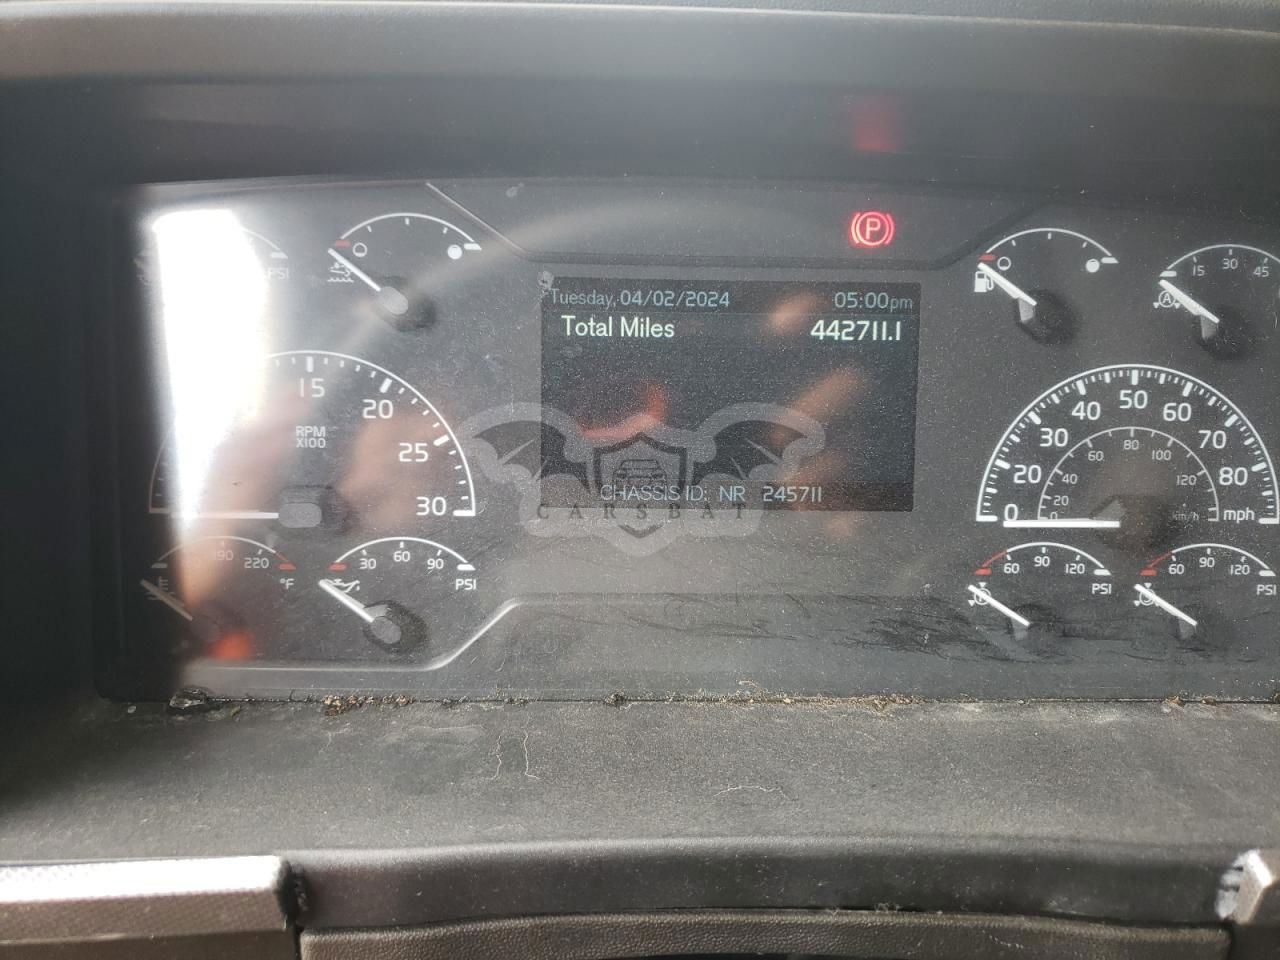 PSI
15 30 45
Tuesday, 04/02/2024 05:00pm
Total Miles 442711.1
CHASSIS ID: NR 245711
CARSBAT
15 20 25 30
RPM
X100
0 20 30 40 50 60 70 80 mph
0 20 40 60 80 100 120 km/h
190 220 °F
30 60 90 PSI
60 90 120 PSI
60 90 120 PSI
P
A